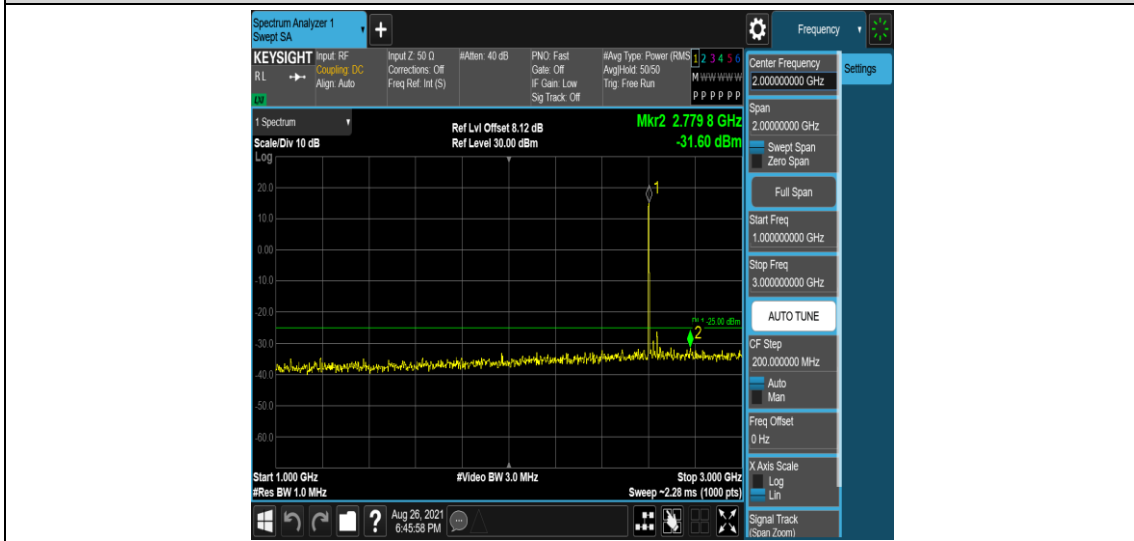 Spectrum Analyzer 1
Swept SA
+
Frequency
KEYSIGHT
Input: RF
Coupling: DC
Align: Auto
Input Z: 50 Ω
Corrections: Off
Freq Ref: Int (S)
#Atten: 40 dB
PNO: Fast
Gate: Off
IF Gain: Low
Sig Track: Off
#Avg Type: Power (RMS
Avg|Hold: 50/50
Trig: Free Run
1 2 3 4 5 6
M W W W W W
P P P P P P
R L
LXI
1 Spectrum
Scale/Div 10 dB
Log
Ref Lvl Offset 8.12 dB
Ref Level 30.00 dBm
Mkr2 2.779 8 GHz
-31.60 dBm
20.0
10.0
0.00
-10.0
-20.0
-30.0
-40.0
-50.0
-60.0
1
-25.00 dBm
2
Start 1.000 GHz
#Res BW 1.0 MHz
#Video BW 3.0 MHz
Stop 3.000 GHz
Sweep ~2.28 ms (1000 pts)
Center Frequency
2.000000000 GHz
Settings
Span
2.00000000 GHz
Swept Span
Zero Span
Full Span
Start Freq
1.000000000 GHz
Stop Freq
3.000000000 GHz
AUTO TUNE
CF Step
200.000000 MHz
Auto
Man
Freq Offset
0 Hz
X Axis Scale
Log
Lin
Signal Track
(Span Zoom)
?
Aug 26, 2021
6:45:58 PM